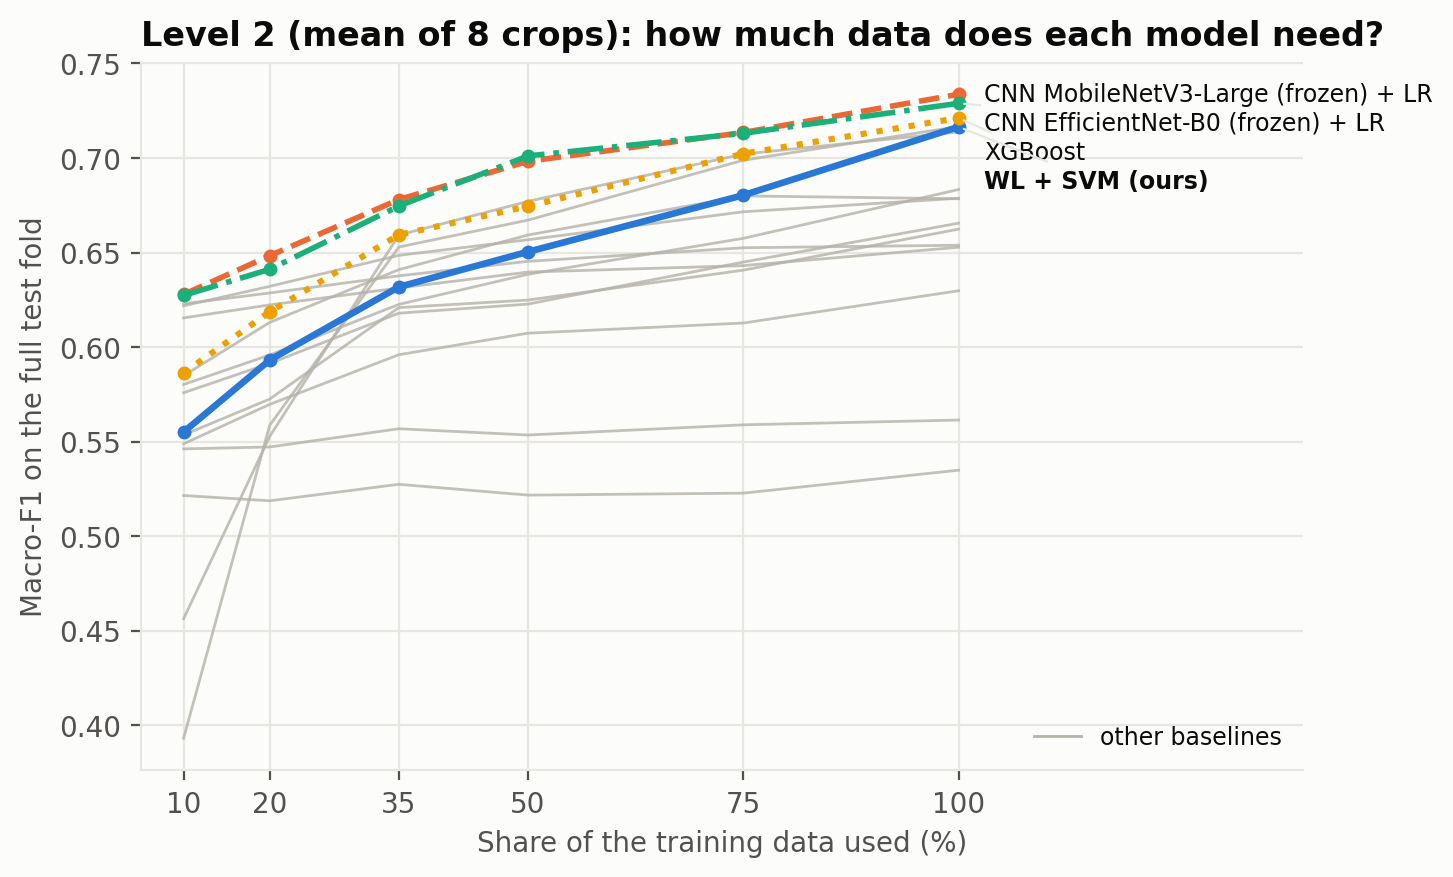 Level 2 (mean of 8 crops): how much data does each model need?
0.75
0.70
0.65
0.60
0.55
0.50
0.45
0.40
Macro-F1 on the full test fold
CNN MobileNetV3-Large (frozen) + LR
CNN EfficientNet-B0 (frozen) + LR
XGBoost
WL + SVM (ours)
other baselines
10 20 35 50 75 100
Share of the training data used (%)